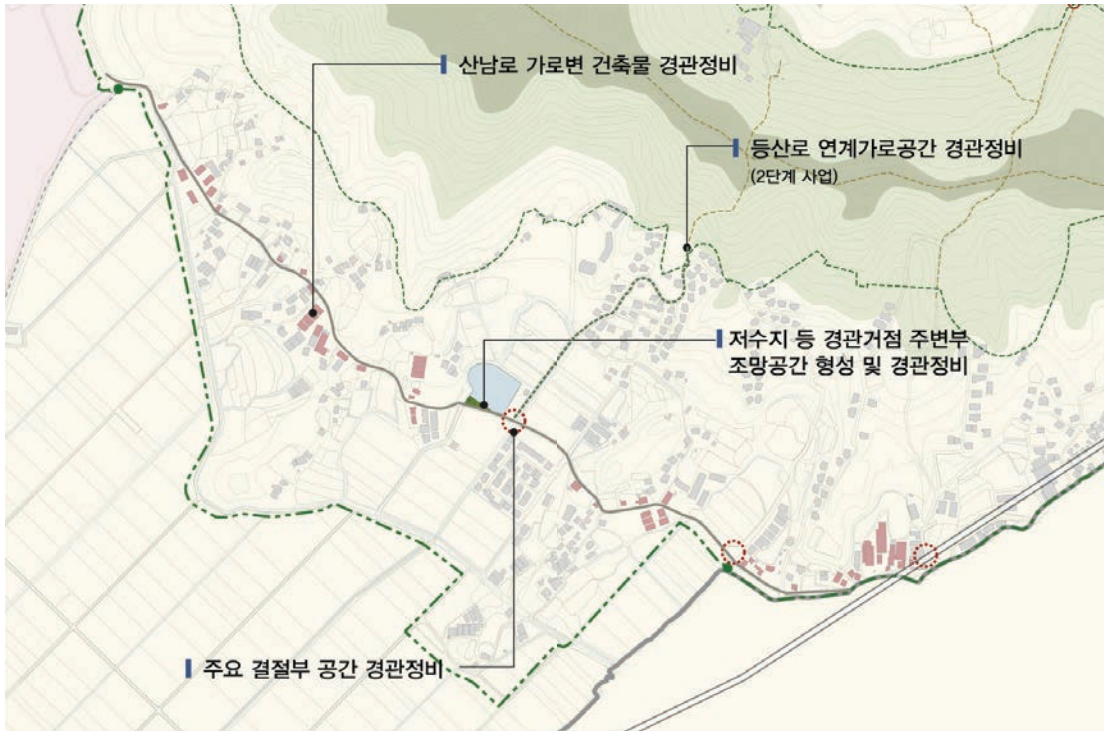 산남로 가로변 건축물 경관정비
등산로 연계가로공간 경관정비
(2단계 사업)
저수지 등 경관거점 주변부
조망공간 형성 및 경관정비
주요 결절부 공간 경관정비